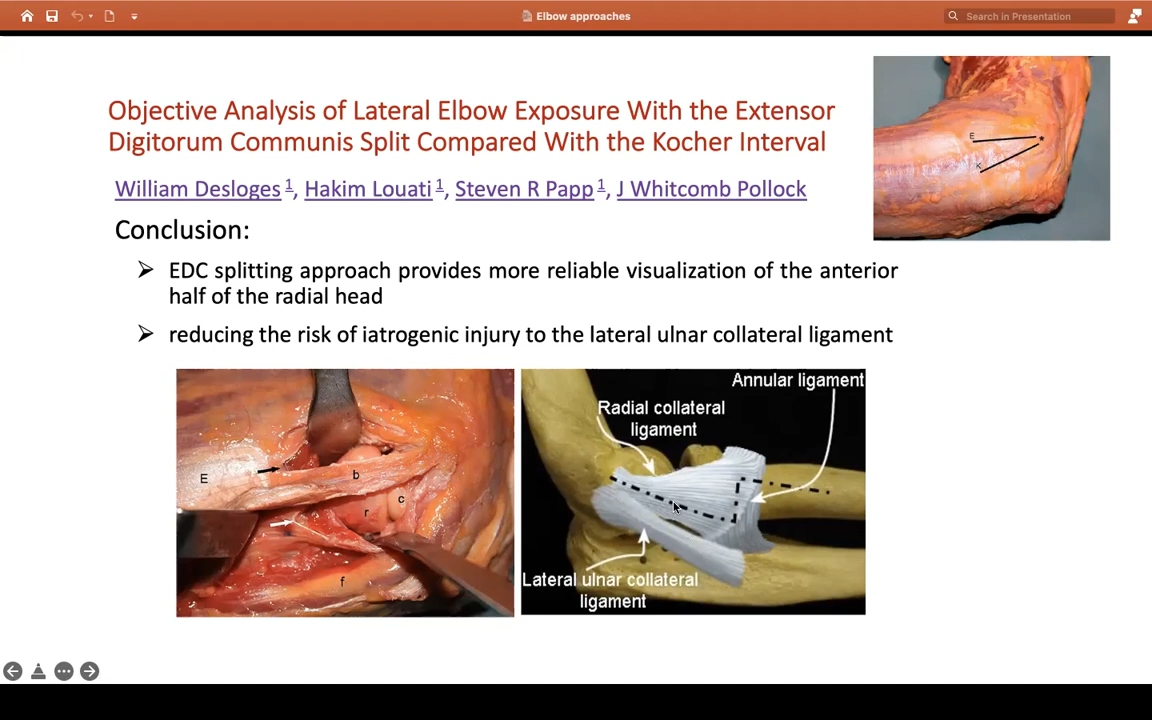 Elbow approaches
Search in Presentation
Objective Analysis of Lateral Elbow Exposure With the Extensor
Digitorum Communis Split Compared With the Kocher Interval
William Desloges 1, Hakim Louati 1, Steven R Papp 1, J Whitcomb Pollock
Conclusion:
➢ EDC splitting approach provides more reliable visualization of the anterior
half of the radial head
➢ reducing the risk of iatrogenic injury to the lateral ulnar collateral ligament
E
K
E
b
c
r
f
Annular ligament
Radial collateral
ligament
Lateral ulnar collateral
ligament